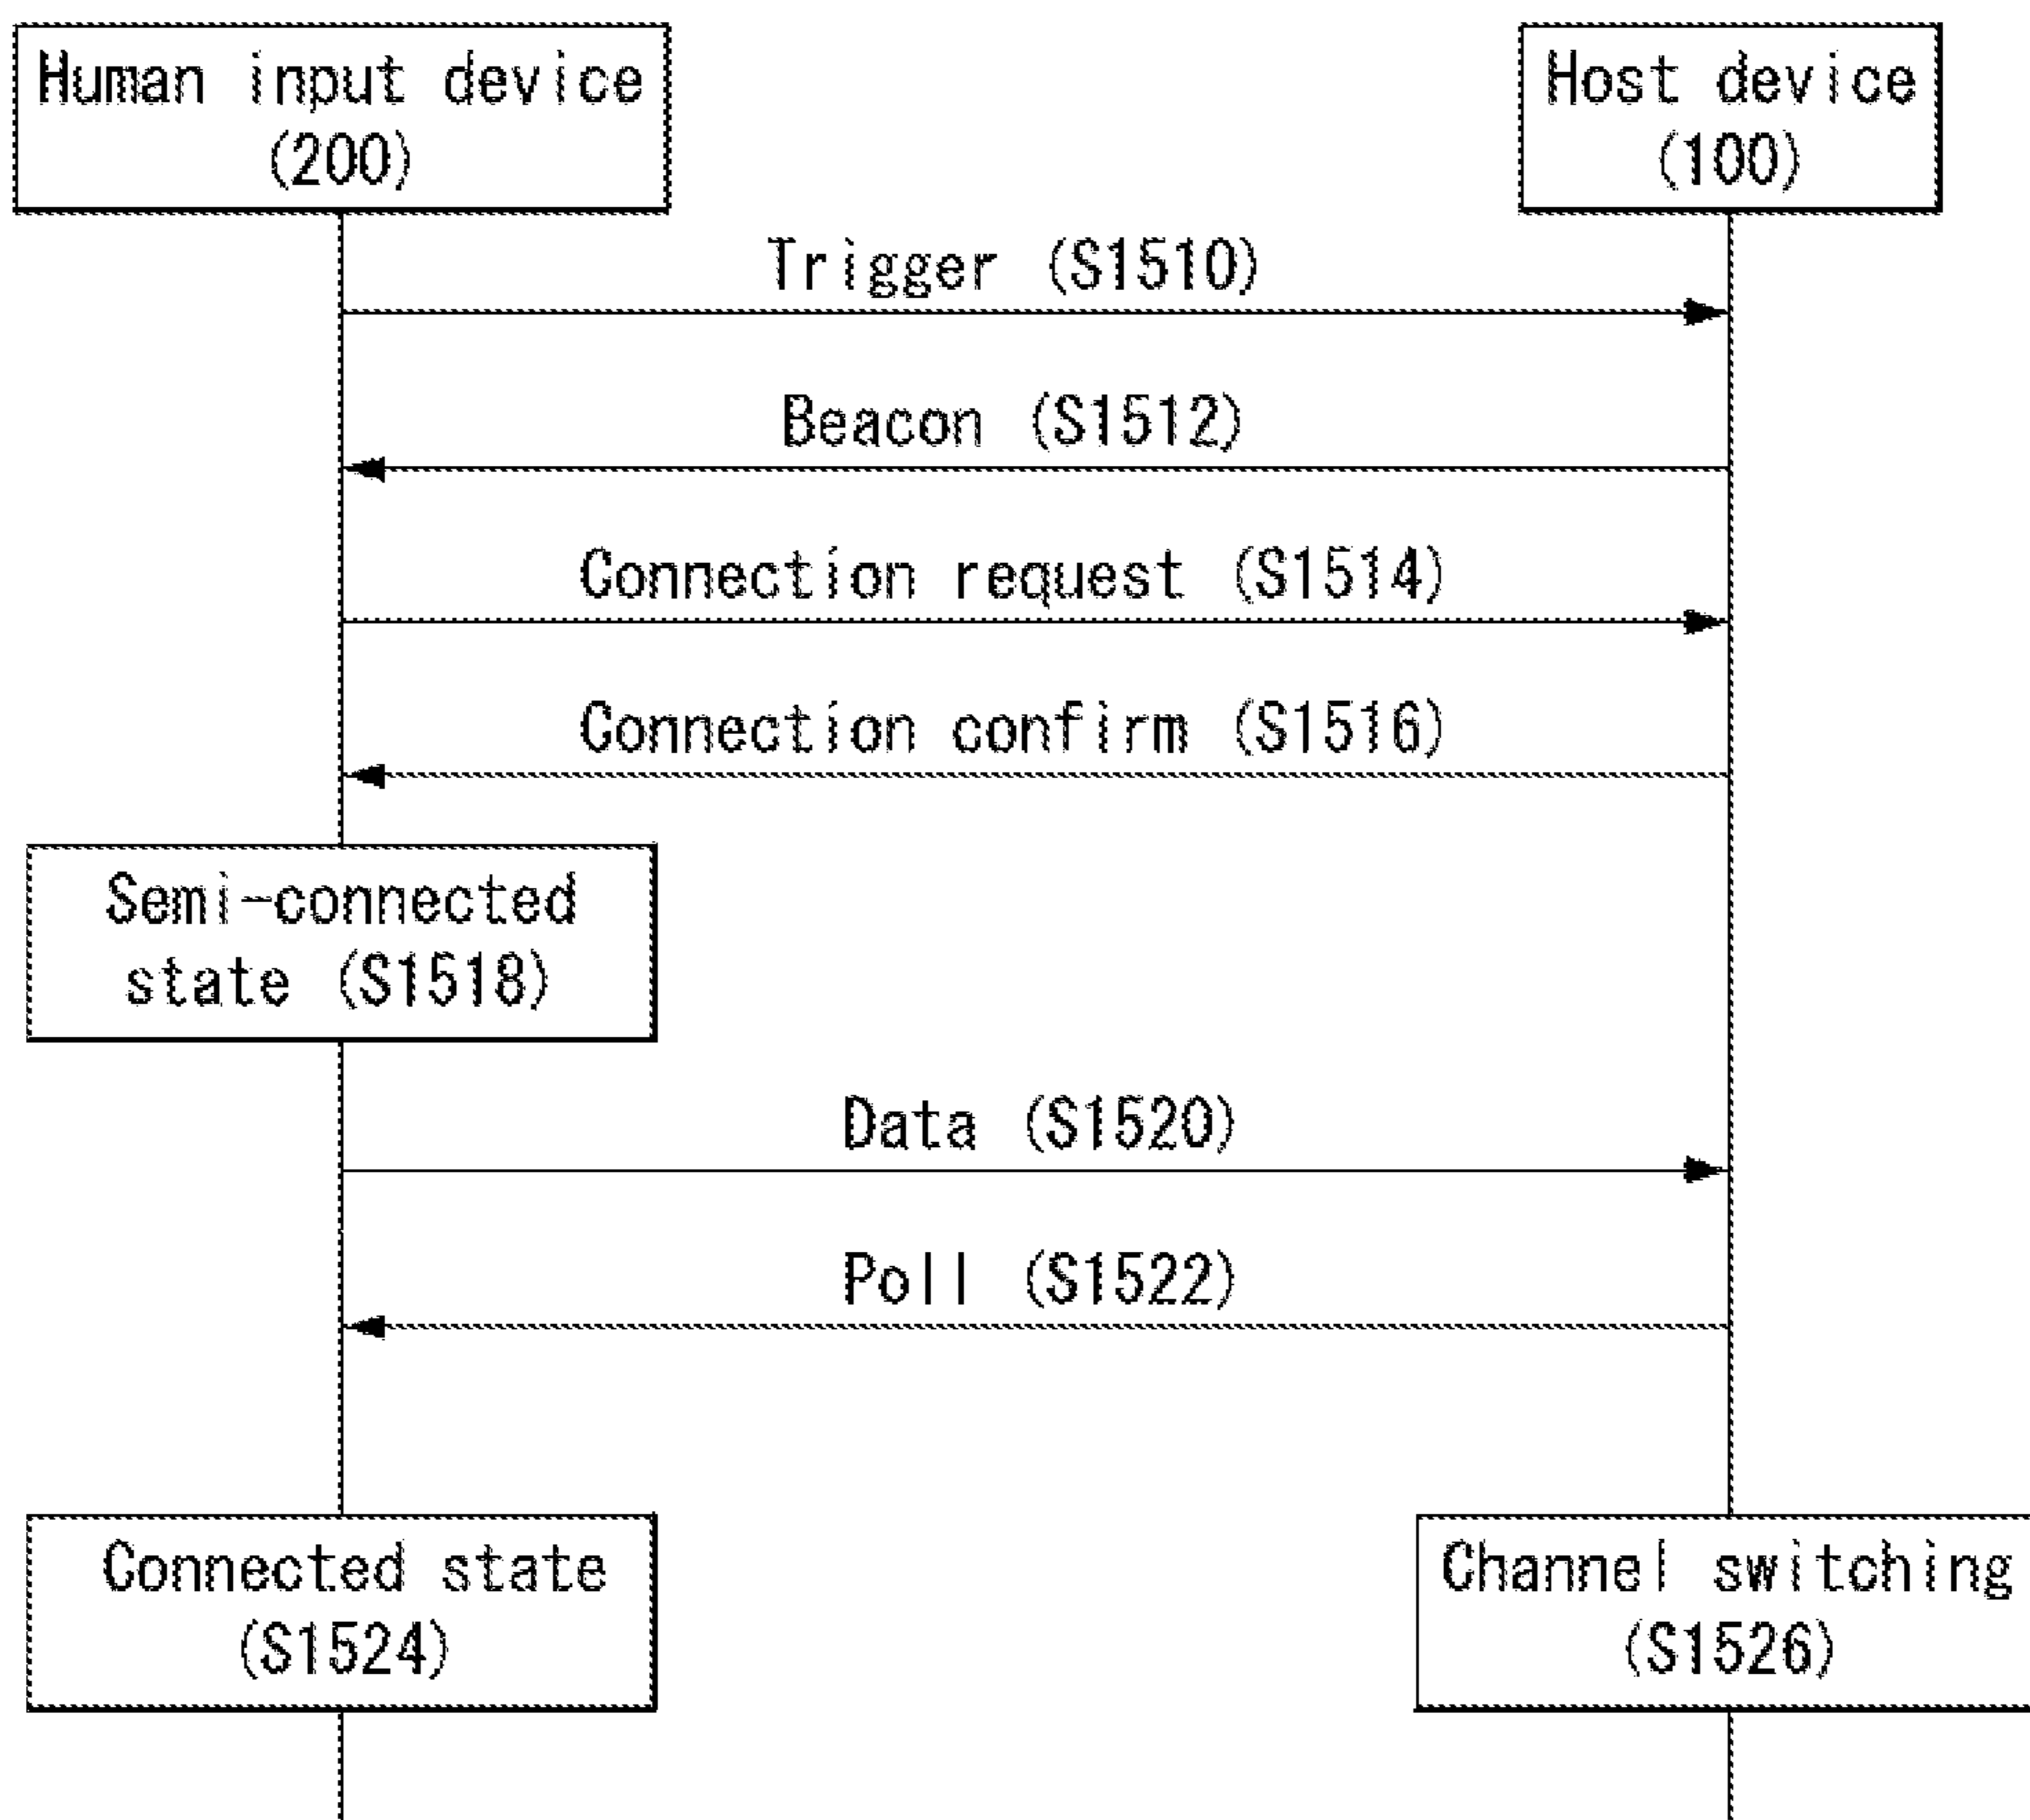 Human input device
(200)
Host device
(100)
Trigger (S1510)
Beacon (S1512)
Connection request (S1514)
Connection confirm (S1516)
Semi-connected
state (S1518)
Data (S1520)
Poll (S1522)
Connected state
(S1524)
Channel switching
(S1526)